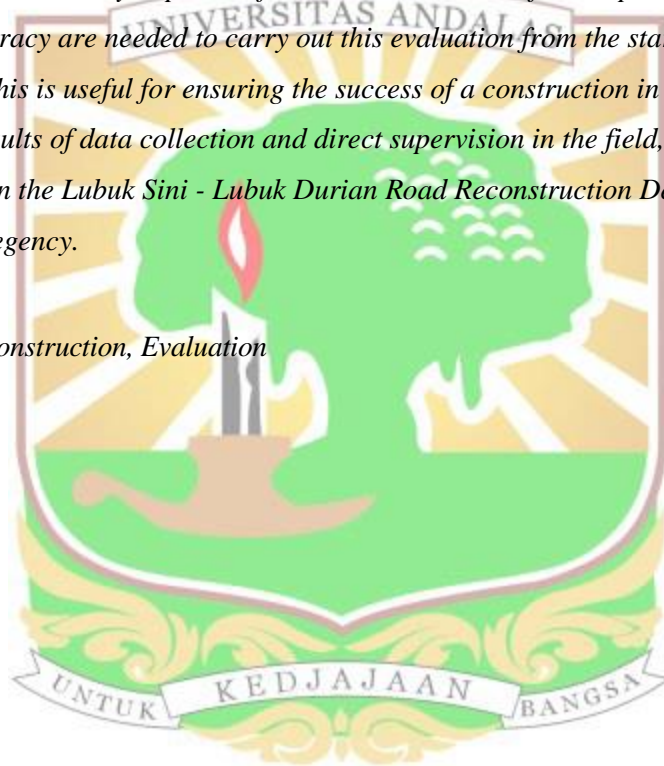 UNIVERSITAS ANDALAS
racy are needed to carry out this evaluation from the sta
his is useful for ensuring the success of a construction in
ults of data collection and direct supervision in the field,
n the Lubuk Sini - Lubuk Durian Road Reconstruction De
egency.
onstruction, Evaluation
UNTUK KEDJAJAAN BANGSA